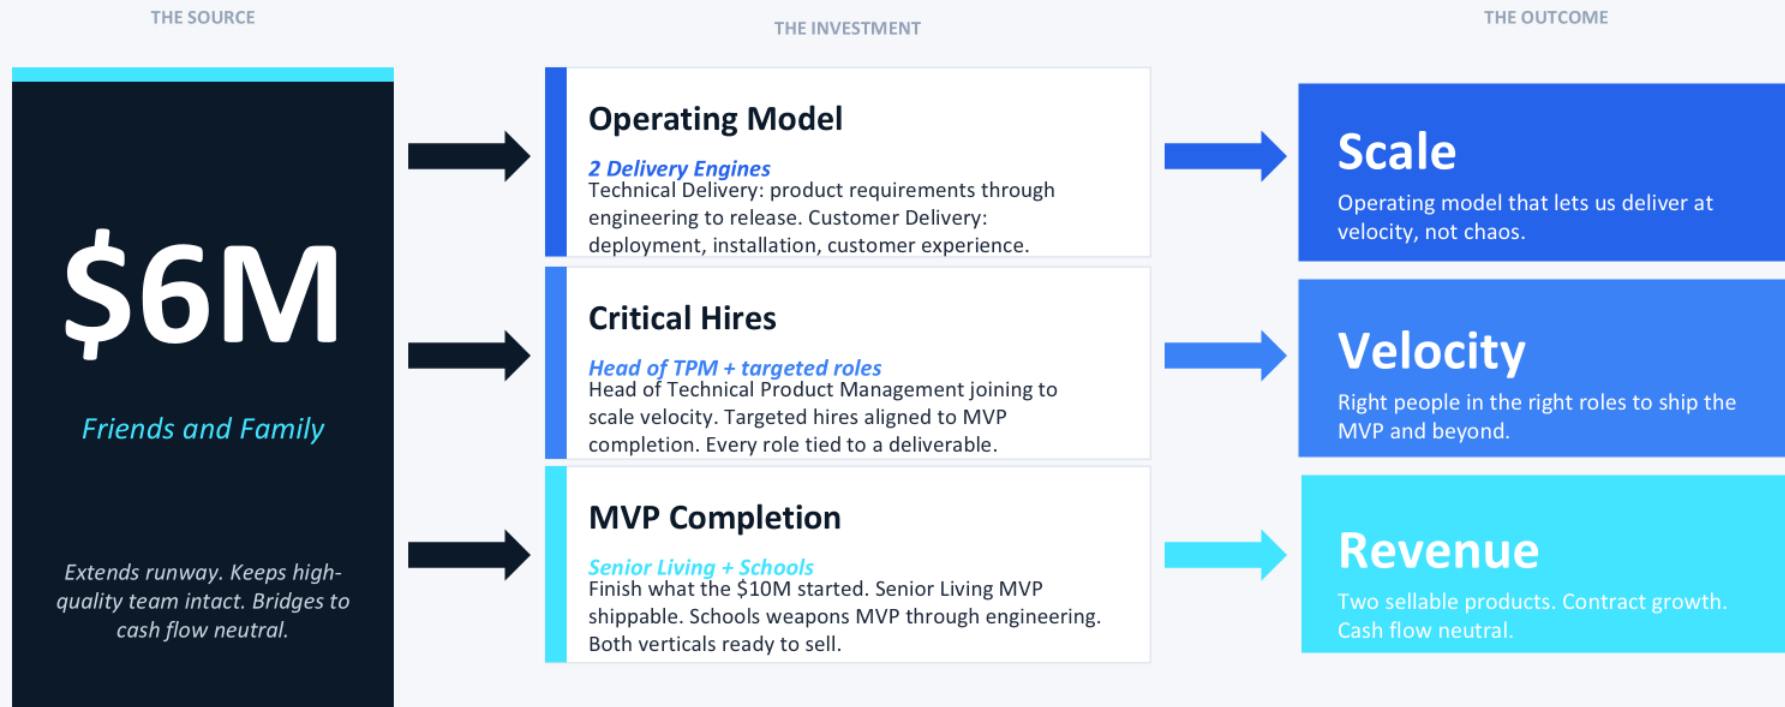 THE SOURCE
THE INVESTMENT
THE OUTCOME
$6M
Friends and Family
Extends runway. Keeps high-
quality team intact. Bridges to
cash flow neutral.
Operating Model
2 Delivery Engines
Technical Delivery: product requirements through
engineering to release. Customer Delivery:
deployment, installation, customer experience.
Scale
Operating model that lets us deliver at
velocity, not chaos.
Critical Hires
Head of TPM + targeted roles
Head of Technical Product Management joining to
scale velocity. Targeted hires aligned to MVP
completion. Every role tied to a deliverable.
Velocity
Right people in the right roles to ship the
MVP and beyond.
MVP Completion
Senior Living + Schools
Finish what the $10M started. Senior Living MVP
shippable. Schools weapons MVP through engineering.
Both verticals ready to sell.
Revenue
Two sellable products. Contract growth.
Cash flow neutral.